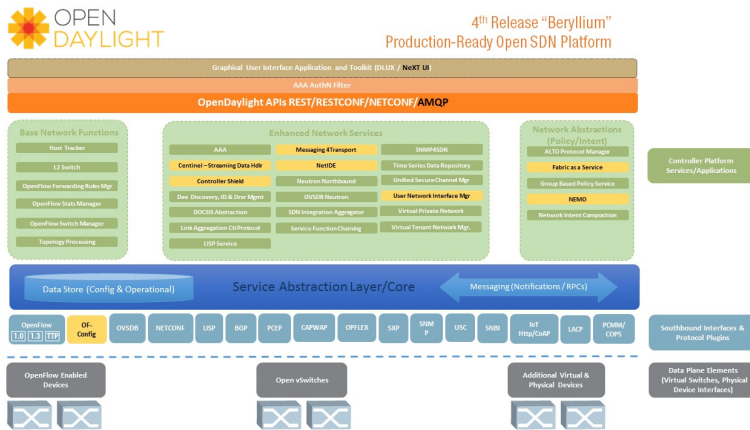 OPEN
DAYLIGHT
4th Release “Beryllium”
Production-Ready Open SDN Platform
Graphical User Interface Application and Toolkit (DLUX / NeXT UI)
AAA AuthN Filter
OpenDaylight APIs REST/RESTCONF/NETCONF/AMQP
Base Network Functions
Host Tracker
L2 Switch
OpenFlow Forwarding Rules Mgr
OpenFlow Stats Manager
OpenFlow Switch Manager
Topology Processing
Enhanced Network Services
AAA
Centinel – Streaming Data Hdlr
Controller Shield
Dev Discovery, ID & Drvr Mgmt
DOCSIS Abstraction
Link Aggregation Ctl Protocol
LISP Service
Messaging 4Transport
NetIDE
Neutron Northbound
OVSDB Neutron
SDN Integration Aggregator
Service Function Chaining
SNMP4SDN
Time Series Data Repository
Unified Secure Channel Mgr
User Network Interface Mgr
Virtual Private Network
Virtual Tenant Network Mgr.
Network Abstractions
(Policy/Intent)
ALTO Protocol Manager
Fabric as a Service
Group Based Policy Service
NEMO
Network Intent Composition
Controller Platform
Services/Applications
Data Store (Config & Operational)
Service Abstraction Layer/Core
Messaging (Notifications / RPCs)
OpenFlow
1.0 1.3 TTP
OF-
Config
OVSDB
NETCONF
LISP
BGP
PCEP
CAPWAP
OPFLEX
SXP
SNM
P
USC
SNBI
IoT
Http/CoAP
LACP
PCMM/
COPS
Southbound Interfaces &
Protocol Plugins
OpenFlow Enabled
Devices
Open vSwitches
Additional Virtual &
Physical Devices
Data Plane Elements
(Virtual Switches, Physical
Device Interfaces)